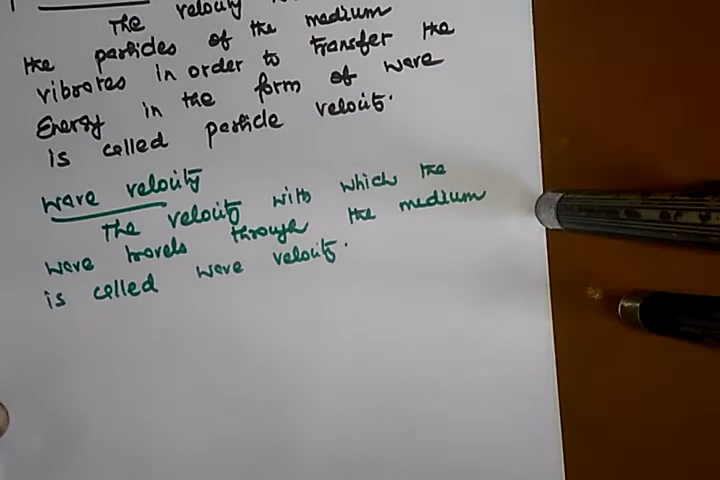 The velocity
the particles of the medium
vibrates in order to transfer the
Energy in the form of wave
is called particle velocity.
wave velocity
The velocity with which the
wave travels through the medium
is called wave velocity.